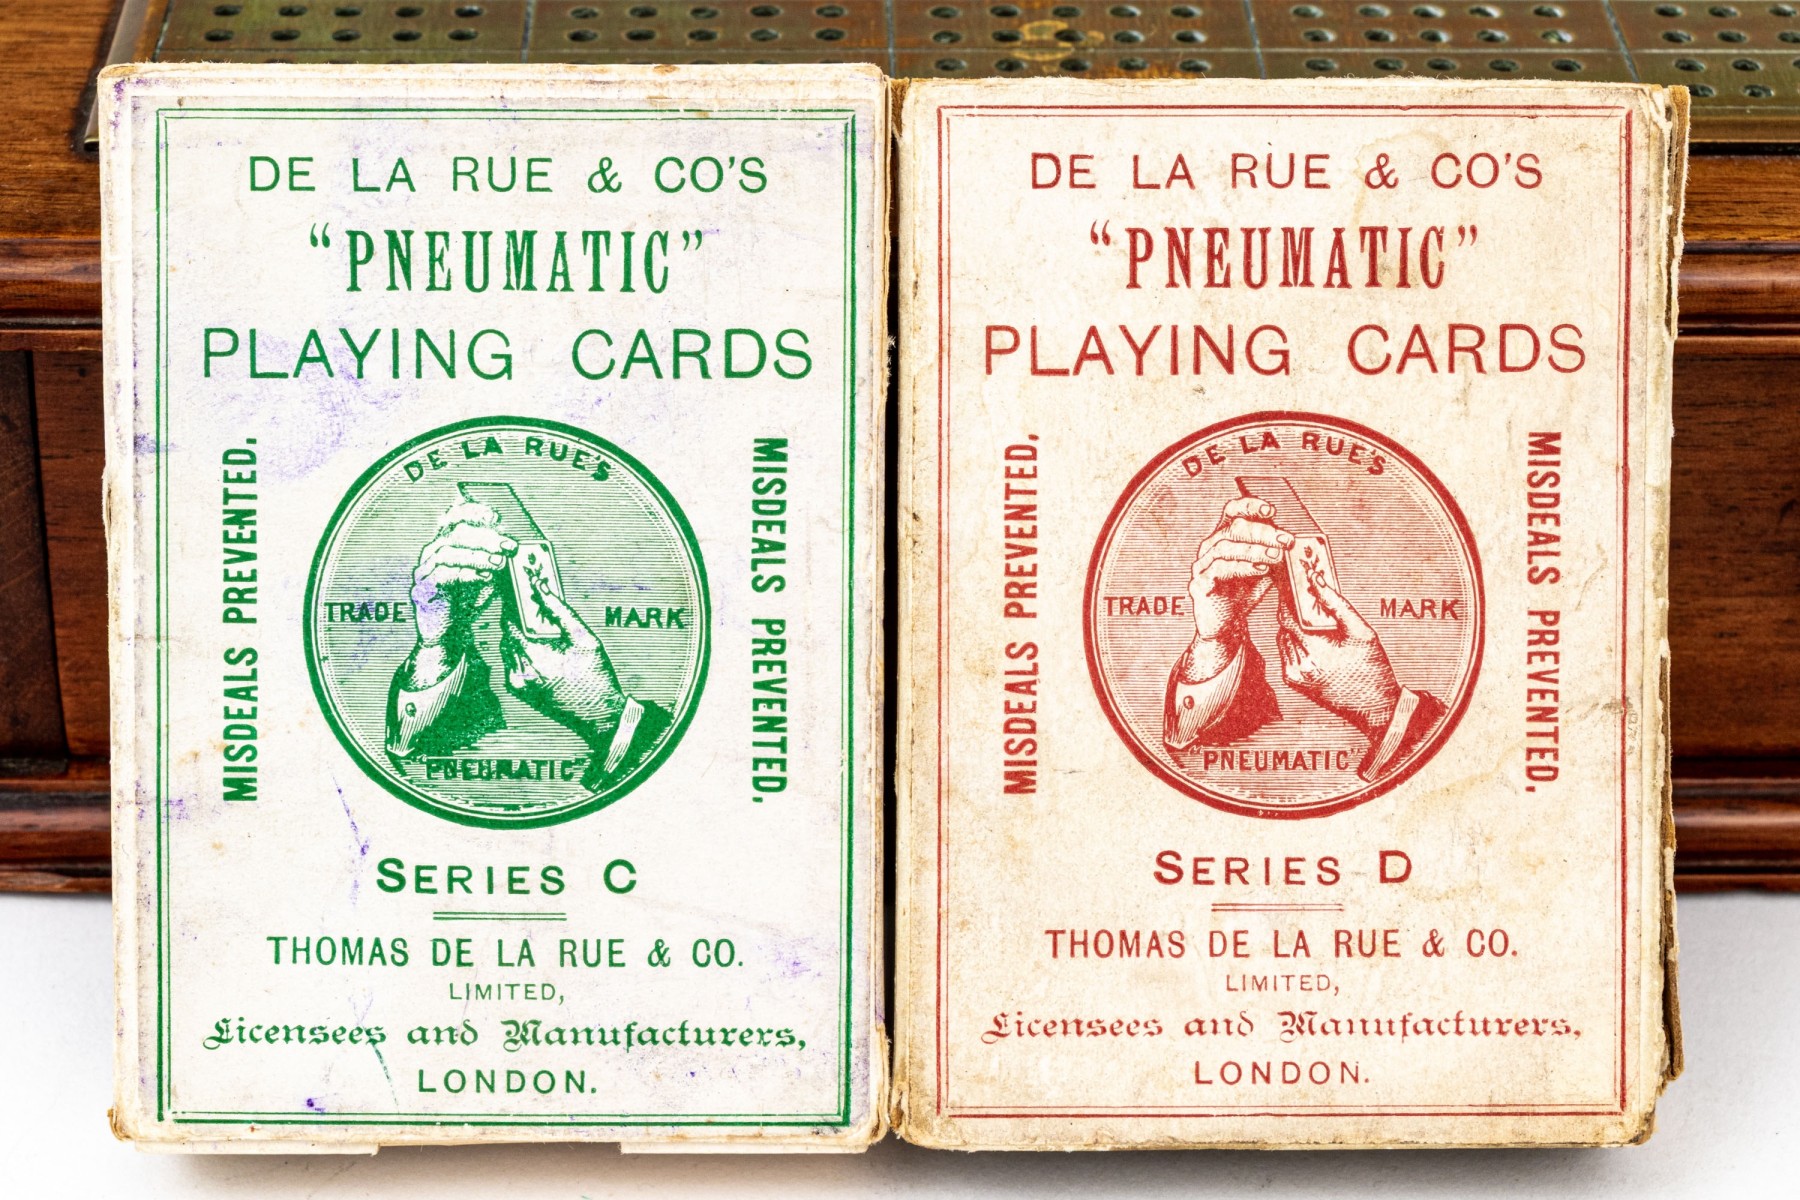 DE LA RUE & CO'S
"PNEUMATIC"
PLAYING CARDS
MISDEALS PREVENTED.
DE LA RUE'S
TRADE MARK
"PNEUMATIC"
MISDEALS PREVENTED.
SERIES C
THOMAS DE LA RUE & CO.
LIMITED,
Licensees and Manufacturers,
LONDON.
DE LA RUE & CO'S
"PNEUMATIC"
PLAYING CARDS
MISDEALS PREVENTED.
DE LA RUE'S
TRADE MARK
"PNEUMATIC"
MISDEALS PREVENTED.
SERIES D
THOMAS DE LA RUE & CO.
LIMITED,
Licensees and Manufacturers,
LONDON.